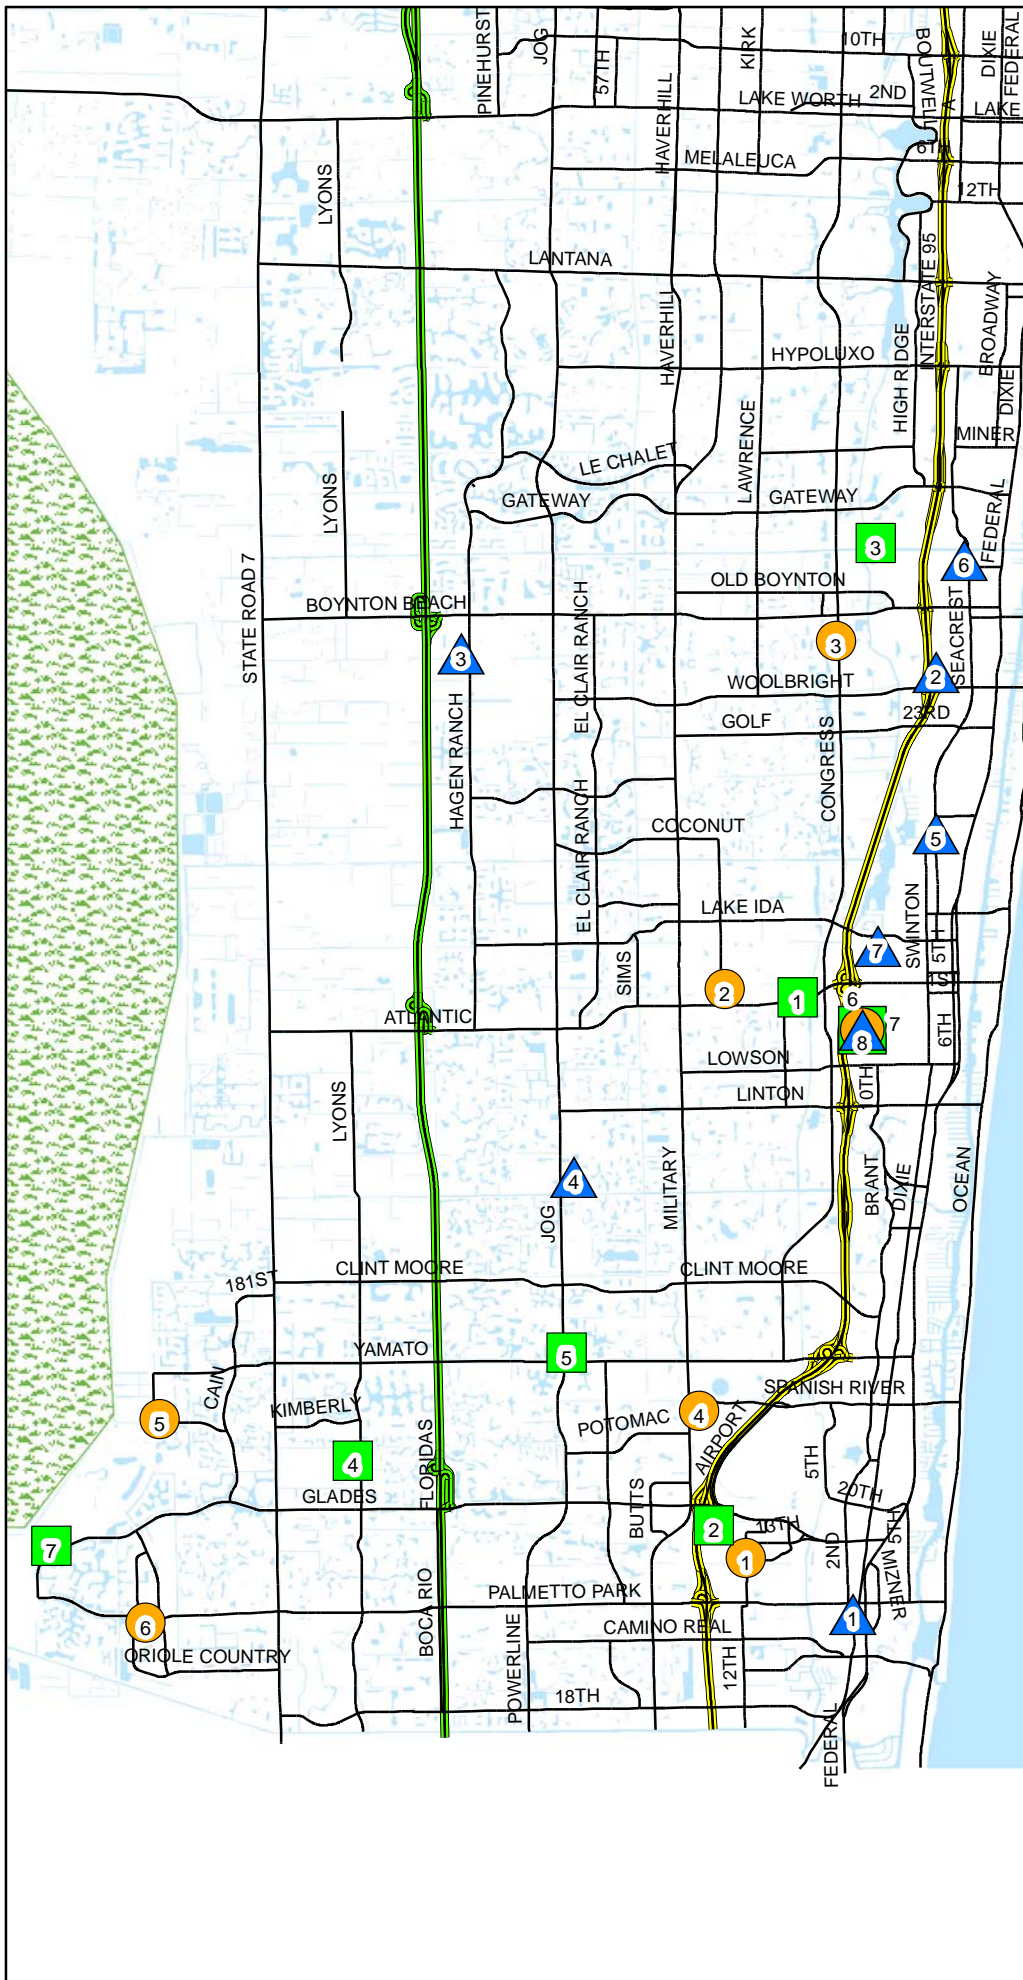 PINEHURST
JOG
57TH
HAVERHILL
KIRK
10TH
BOUTWELL
DIXIE
FEDERAL
LAKE WORTH
2ND
A
LAKE
MELALEUCA
6TH
12TH
LYONS
LANTANA
HAVERHILL
HYPOLUXO
HIGH RIDGE
INTERSTATE 95
BROADWAY
DIXIE
MINER
LE CHALET
LAWRENCE
LYONS
GATEWAY
GATEWAY
FEDERAL
3
6
STATE ROAD 7
BOYNTON BEACH
OLD BOYNTON
EL CLAIR RANCH
SEACREST
3
3
2
WOOLBRIGHT
23RD
GOLF
HAGEN RANCH
CONGRESS
EL CLAIR RANCH
COCONUT
5
LAKE IDA
SWINTON
5TH
7
SIMS
2
1
1S
6
ATLANTIC
7
8
6TH
LOWSON
0TH
LINTON
LYONS
JOG
4
MILITARY
BRANT
DIXIE
OCEAN
181ST
CLINT MOORE
CLINT MOORE
YAMATO
5
CAIN
SPANISH RIVER
5
KIMBERLY
POTOMAC
4
AIRPORT
FLORIDAS
4
GLADES
BUTTS
5TH
20TH
2
13TH
5TH
7
1
2ND
MIZNER
BOCA RIO
PALMETTO PARK
6
CAMINO REAL
1
ORIOLE COUNTRY
POWERLINE
12TH
18TH
FEDERAL